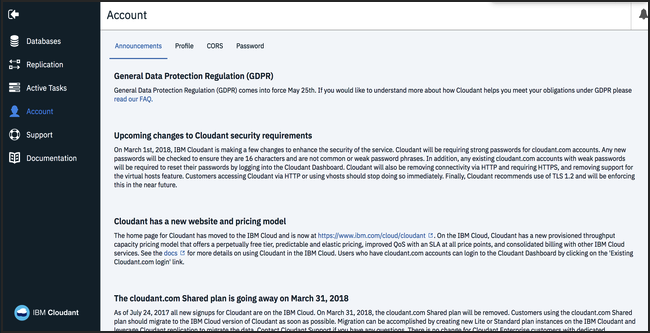 Account
Databases
Replication
Active Tasks
Account
Support
Documentation
IBM Cloudant
Announcements Profile CORS Password
General Data Protection Regulation (GDPR)
General Data Protection Regulation (GDPR) comes into force May 25th. If you would like to understand more about how Cloudant helps you meet your obligations under GDPR please
read our FAQ.
Upcoming changes to Cloudant security requirements
On March 1st, 2018, IBM Cloudant is making a few changes to enhance the security of the service. Cloudant will be requiring strong passwords for cloudant.com accounts. Any new
passwords will be checked to ensure they are 16 characters and are not common or weak password phrases. In addition, any existing cloudant.com accounts with weak passwords
will be required to reset their passwords by logging into the Cloudant Dashboard. Cloudant will also be removing connectivity via HTTP and requiring HTTPS, and removing support for
the virtual hosts feature. Customers accessing Cloudant via HTTP or using vhosts should stop doing so immediately. Finally, Cloudant recommends use of TLS 1.2 and will be enforcing
this in the near future.
Cloudant has a new website and pricing model
The home page for Cloudant has moved to the IBM Cloud and is now at https://www.ibm.com/cloud/cloudant. On the IBM Cloud, Cloudant has a new provisioned throughput
capacity pricing model that offers a perpetually free tier, predictable and elastic pricing, improved QoS with an SLA at all price points, and consolidated billing with other IBM Cloud
services. See the docs for more details on using Cloudant in the IBM Cloud. Users who have cloudant.com accounts can login to the Cloudant Dashboard by clicking on the 'Existing
Cloudant.com login' link.
The cloudant.com Shared plan is going away on March 31, 2018
As of July 24, 2017 all new signups for Cloudant are on the IBM Cloud. On March 31, 2018, the cloudant.com Shared plan will be removed. Customers using the cloudant.com Shared
plan should migrate to the IBM Cloud version of Cloudant as soon as possible. Migration can be accomplished by creating new Lite or Standard plan instances on the IBM Cloud and
leverage Cloudant replication to migrate the data. Contact Cloudant Support if you have any questions. There is no change for Cloudant Enterprise customers with dedicated